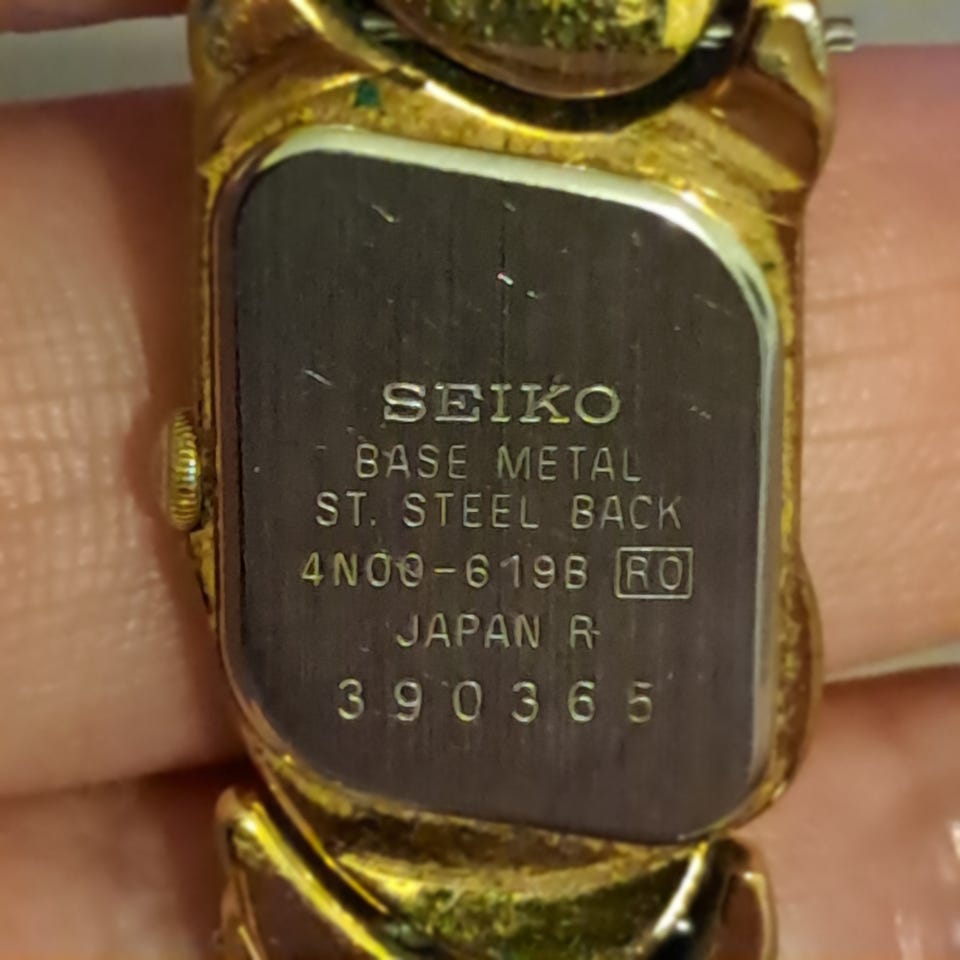 SEIKO
BASE METAL
ST. STEEL BACK
4N00-619B RO
JAPAN R
390365